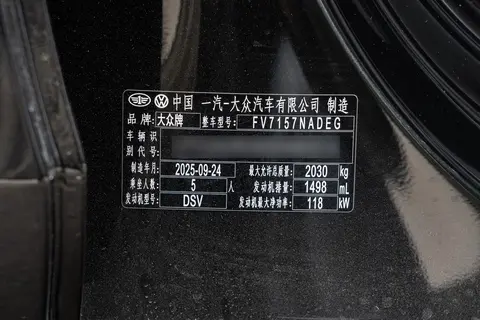 中国 一汽-大众汽车有限公司 制造
品牌 大众牌 整车型号 FV7157NADEG
车辆识别代号
制造年月 2025-09-24 最大允许总质量 2030 kg
乘坐人数 5 人 发动机排量 1498 mL
发动机型号 DSV 发动机最大净功率 118 kW